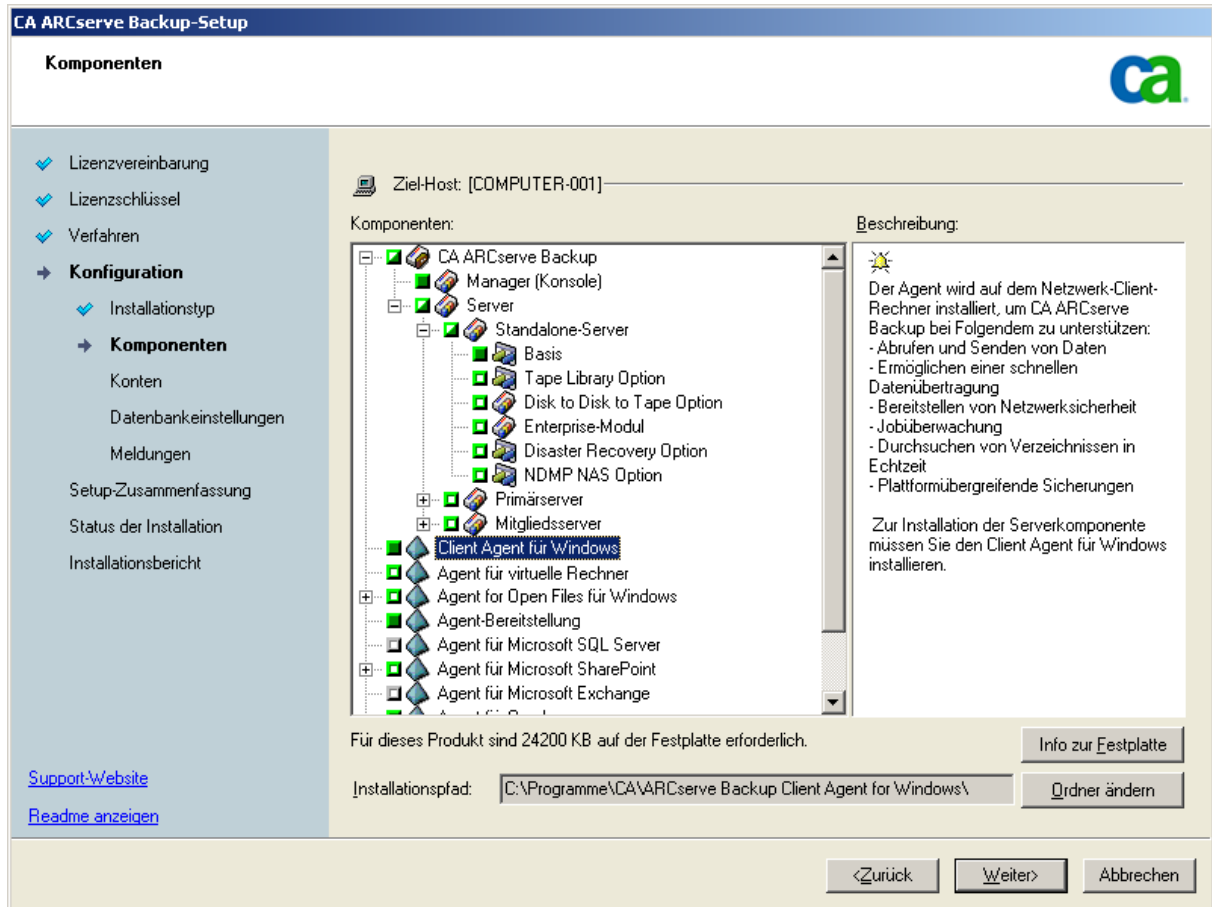 CA ARCserve Backup-Setup
Komponenten
ca
Lizenzvereinbarung
Lizenzschlüssel
Verfahren
Konfiguration
Installationstyp
Komponenten
Konten
Datenbankeinstellungen
Meldungen
Setup-Zusammenfassung
Status der Installation
Installationsbericht
Support-Website
Readme anzeigen
Ziel-Host: [COMPUTER-001]
Komponenten:
CA ARCserve Backup
Manager (Konsole)
Server
Standalone-Server
Basis
Tape Library Option
Disk to Disk to Tape Option
Enterprise-Modul
Disaster Recovery Option
NDMP NAS Option
Primärserver
Mitgliedsserver
Client Agent für Windows
Agent für virtuelle Rechner
Agent for Open Files für Windows
Agent-Bereitstellung
Agent für Microsoft SQL Server
Agent für Microsoft SharePoint
Agent für Microsoft Exchange
Beschreibung:
Der Agent wird auf dem Netzwerk-Client-
Rechner installiert, um CA ARCserve
Backup bei Folgendem zu unterstützen:
- Abrufen und Senden von Daten
- Ermöglichen einer schnellen
Datenübertragung
- Bereitstellen von Netzwerksicherheit
- Jobüberwachung
- Durchsuchen von Verzeichnissen in
Echtzeit
- Plattformübergreifende Sicherungen
Zur Installation der Serverkomponente
müssen Sie den Client Agent für Windows
installieren.
Für dieses Produkt sind 24200 KB auf der Festplatte erforderlich.
Info zur Festplatte
Installationspfad:
C:\Programme\CA\ARCserve Backup Client Agent for Windows\
Ordner ändern
<Zurück
Weiter>
Abbrechen